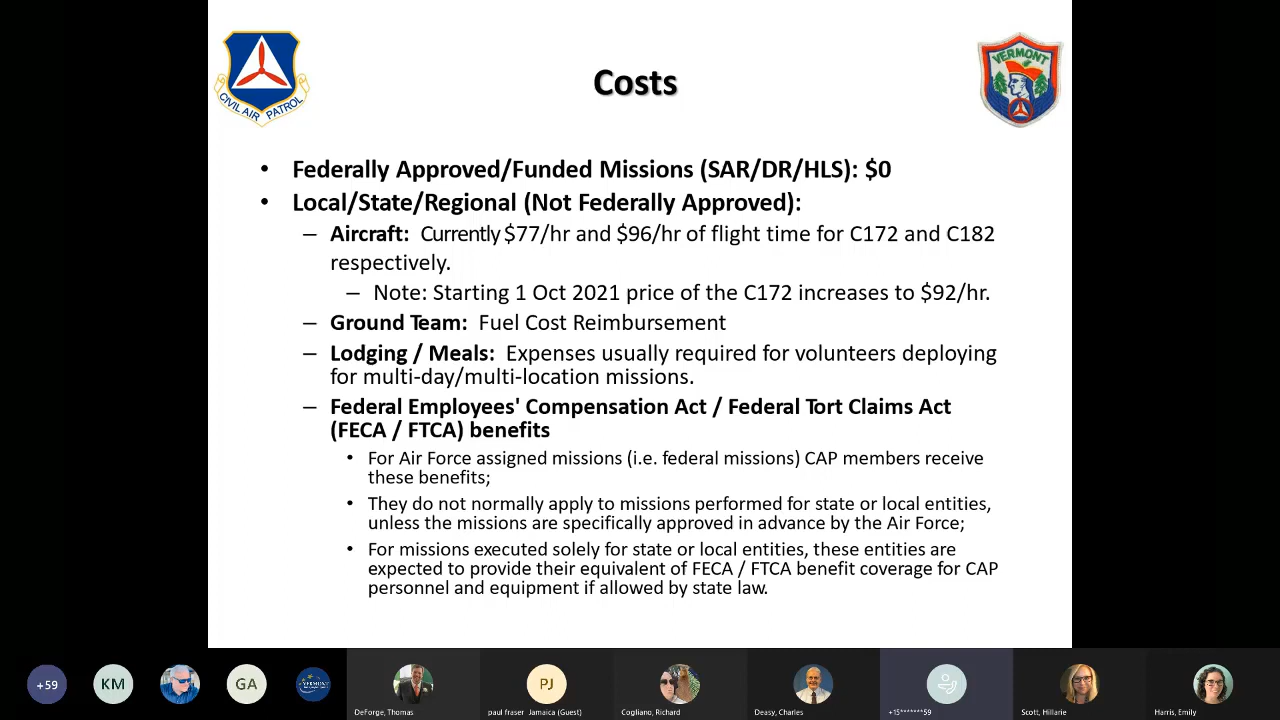 CIVIL AIR PATROL
VERMONT
Costs
• Federally Approved/Funded Missions (SAR/DR/HLS): $0
• Local/State/Regional (Not Federally Approved):
– Aircraft: Currently $77/hr and $96/hr of flight time for C172 and C182
respectively.
– Note: Starting 1 Oct 2021 price of the C172 increases to $92/hr.
– Ground Team: Fuel Cost Reimbursement
– Lodging / Meals: Expenses usually required for volunteers deploying
for multi-day/multi-location missions.
– Federal Employees' Compensation Act / Federal Tort Claims Act
(FECA / FTCA) benefits
• For Air Force assigned missions (i.e. federal missions) CAP members receive
these benefits;
• They do not normally apply to missions performed for state or local entities,
unless the missions are specifically approved in advance by the Air Force;
• For missions executed solely for state or local entities, these entities are
expected to provide their equivalent of FECA / FTCA benefit coverage for CAP
personnel and equipment if allowed by state law.
+59
KM
GA
VERMONT
PJ
DeForge, Thomas
paul fraser Jamaica (Guest)
Cogliano, Richard
Deasy, Charles
+15*******59
Scott, Hillarie
Harris, Emily